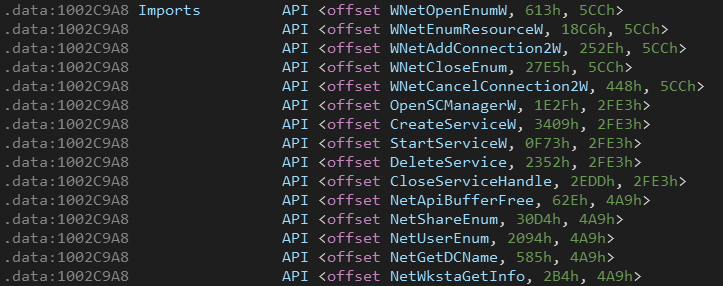 .data:1002C9A8 Imports API <offset WNetOpenEnumW, 613h, 5CCh>
.data:1002C9A8 API <offset WNetEnumResourceW, 18C6h, 5CCh>
.data:1002C9A8 API <offset WNetAddConnection2W, 252Eh, 5CCh>
.data:1002C9A8 API <offset WNetCloseEnum, 27E5h, 5CCh>
.data:1002C9A8 API <offset WNetCancelConnection2W, 448h, 5CCh>
.data:1002C9A8 API <offset OpenSCManagerW, 1E2Fh, 2FE3h>
.data:1002C9A8 API <offset CreateServiceW, 3409h, 2FE3h>
.data:1002C9A8 API <offset StartServiceW, 0F73h, 2FE3h>
.data:1002C9A8 API <offset DeleteService, 2352h, 2FE3h>
.data:1002C9A8 API <offset CloseServiceHandle, 2EDDh, 2FE3h>
.data:1002C9A8 API <offset NetApiBufferFree, 62Eh, 4A9h>
.data:1002C9A8 API <offset NetShareEnum, 30D4h, 4A9h>
.data:1002C9A8 API <offset NetUserEnum, 2094h, 4A9h>
.data:1002C9A8 API <offset NetGetDCName, 585h, 4A9h>
.data:1002C9A8 API <offset NetWkstaGetInfo, 2B4h, 4A9h>